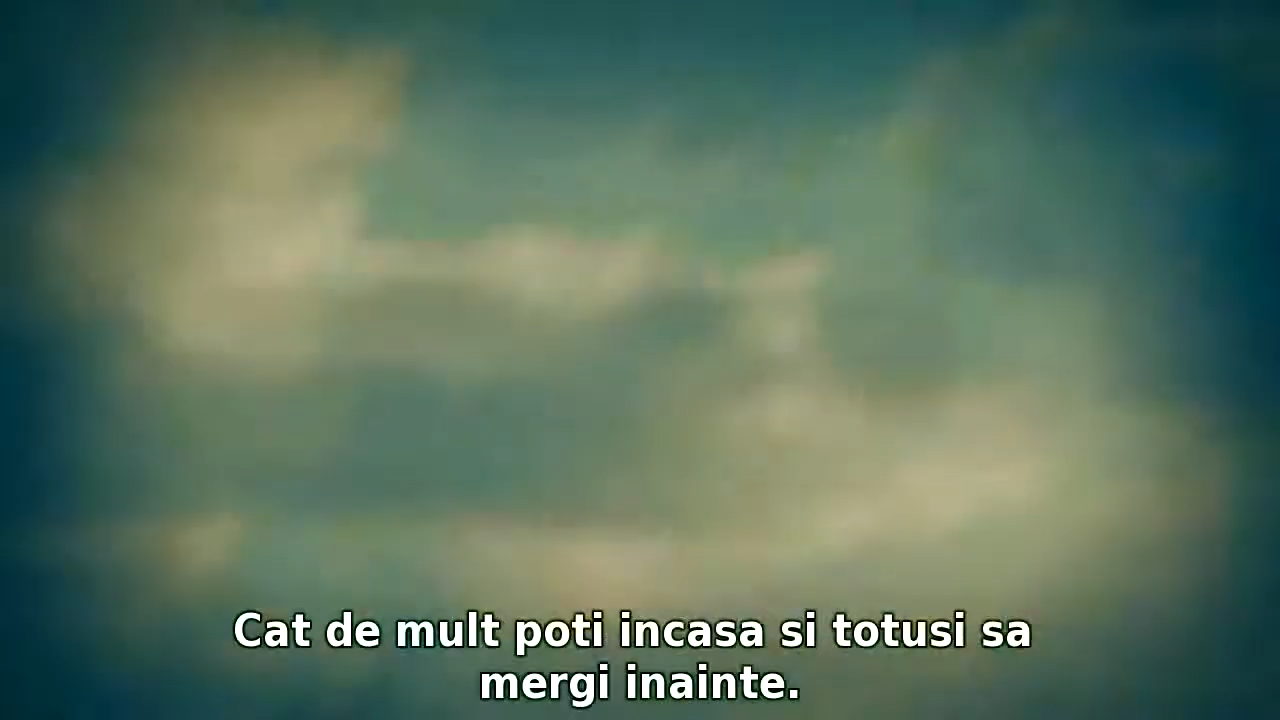 Cat de mult poti incasa si totusi sa
mergi inainte.